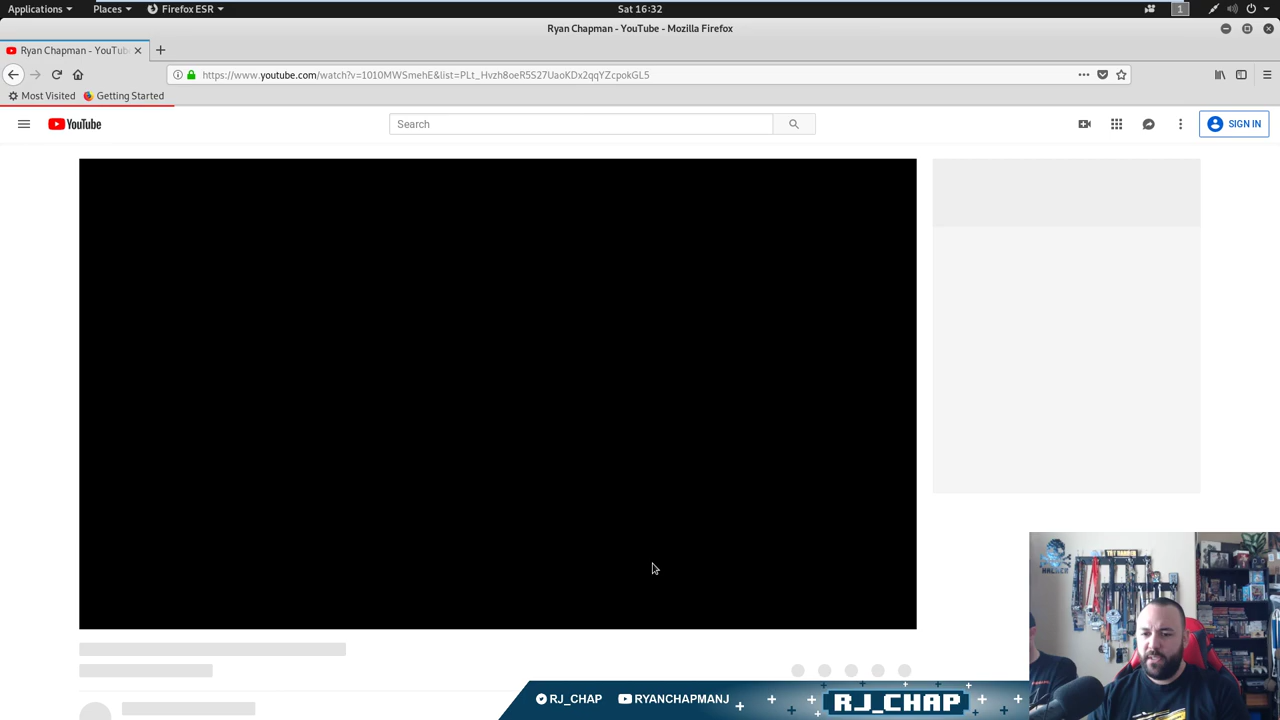 Applications Places Firefox ESR Sat 16:32 1
Ryan Chapman - YouTube - Mozilla Firefox
Ryan Chapman - YouTub
https://www.youtube.com/watch?v=1010MWSmehE&list=PLt_Hvzh8oeR5S27UaoKDx2qqYZcpokGL5
Most Visited Getting Started
YouTube Search SIGN IN
RJ_CHAP RYANCHAPMANJ RJ_CHAP